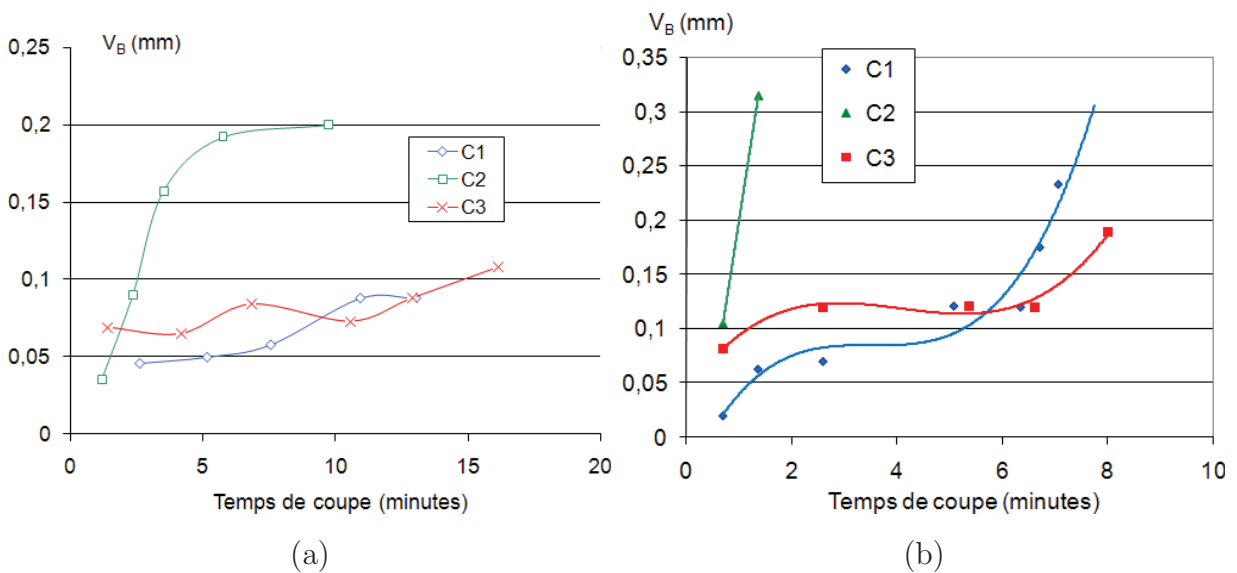 V_B (mm)
0,25
0,2
0,15
0,1
0,05
0
0 5 10 15 20
C1
C2
C3
Temps de coupe (minutes)
(a)
V_B (mm)
0,35
0,3
0,25
0,2
0,15
0,1
0,05
0
0 2 4 6 8 10
C1
C2
C3
Temps de coupe (minutes)
(b)